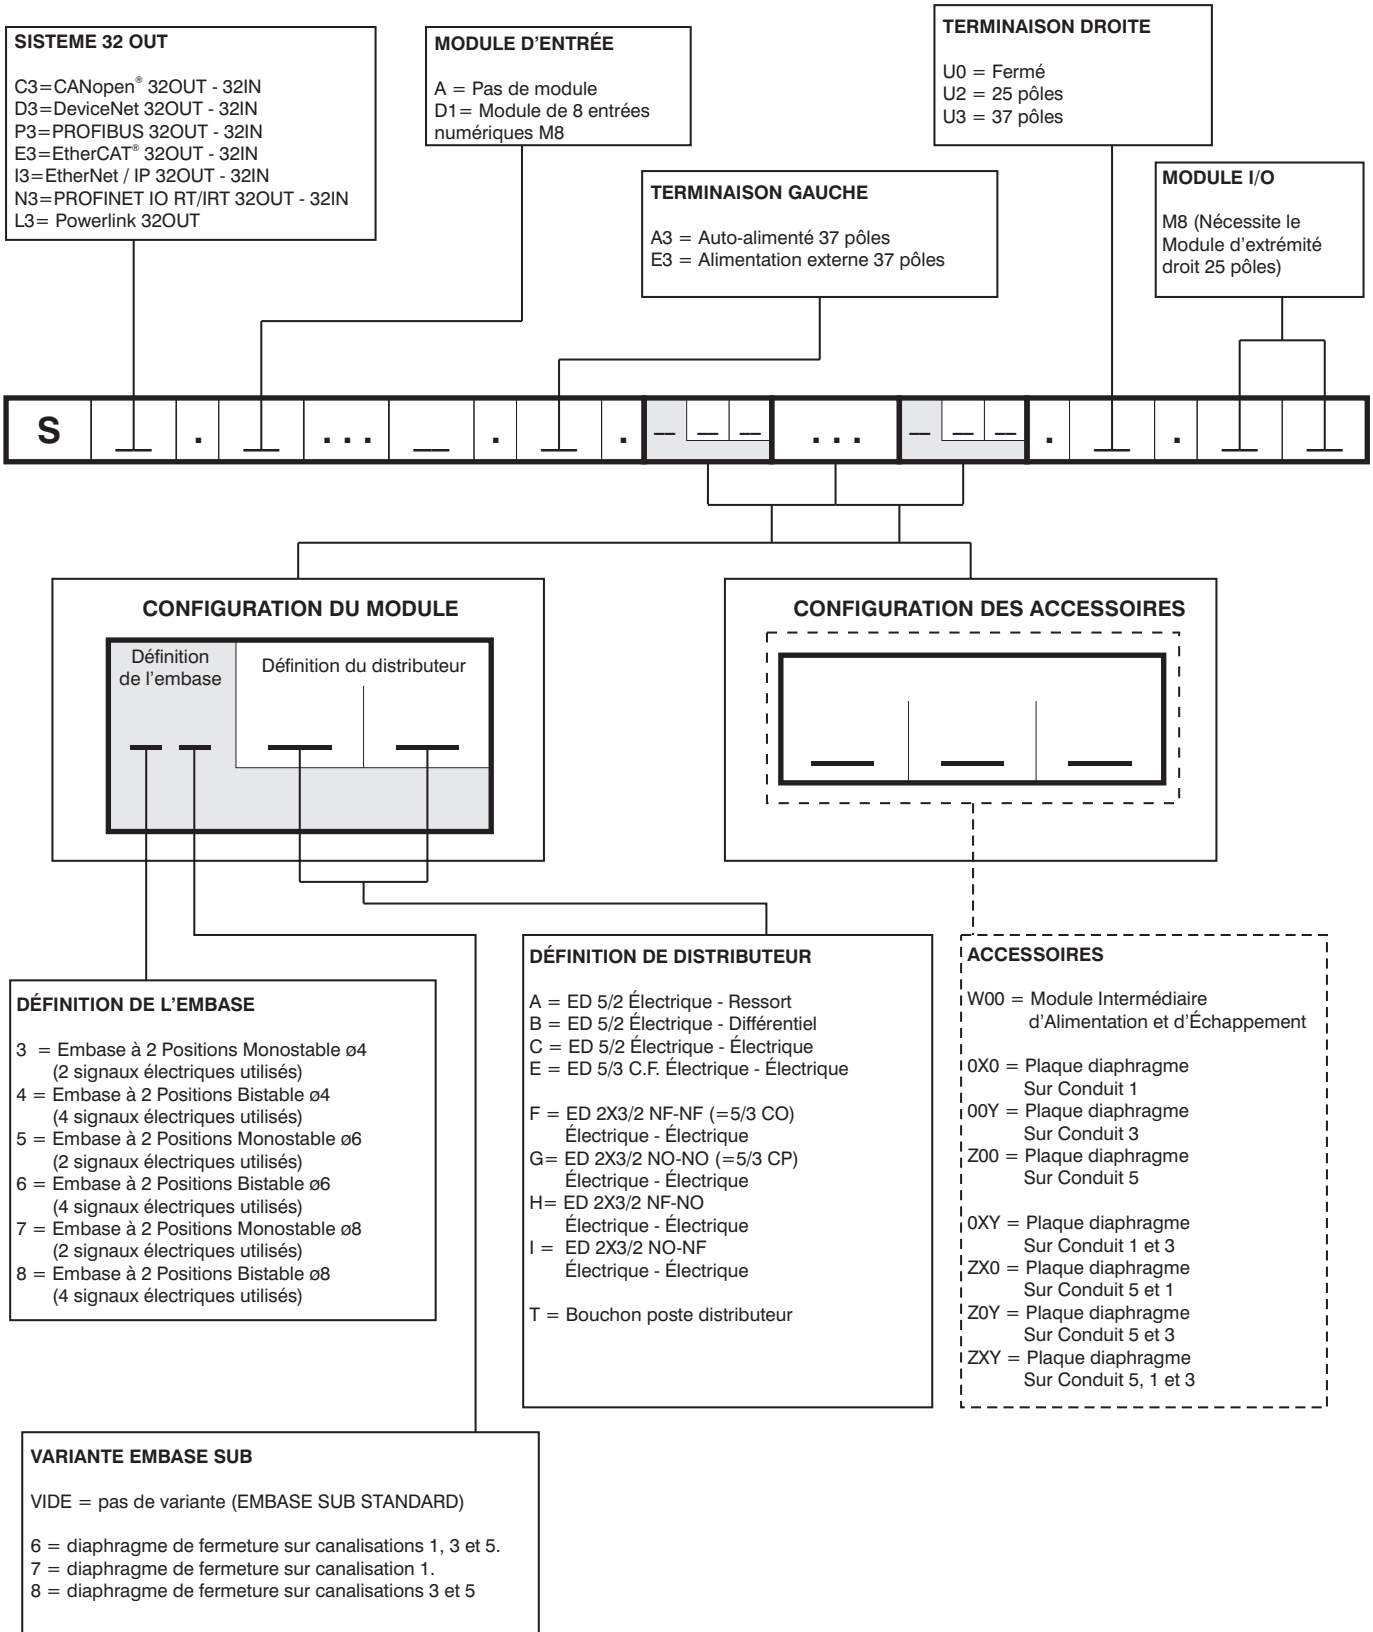 SISTEME 32 OUT
C3=CANopen® 32OUT - 32IN
D3=DeviceNet 32OUT - 32IN
P3=PROFIBUS 32OUT - 32IN
E3=EtherCAT® 32OUT - 32IN
I3=EtherNet / IP 32OUT - 32IN
N3=PROFINET IO RT/IRT 32OUT - 32IN
L3= Powerlink 32OUT
MODULE D'ENTRÉE
A = Pas de module
D1= Module de 8 entrées
numériques M8
TERMINAISON DROITE
U0 = Fermé
U2 = 25 pôles
U3 = 37 pôles
TERMINAISON GAUCHE
A3 = Auto-alimenté 37 pôles
E3 = Alimentation externe 37 pôles
MODULE I/O
M8 (Nécessite le
Module d'extrémité
droit 25 pôles)
S __ . __ ... __ . __ . __ __ __ ... __ __ __ . __ . __ __
CONFIGURATION DU MODULE
Définition
de l'embase
Définition du distributeur
CONFIGURATION DES ACCESSOIRES
DÉFINITION DE L'EMBASE
3 = Embase à 2 Positions Monostable ø4
(2 signaux électriques utilisés)
4 = Embase à 2 Positions Bistable ø4
(4 signaux électriques utilisés)
5 = Embase à 2 Positions Monostable ø6
(2 signaux électriques utilisés)
6 = Embase à 2 Positions Bistable ø6
(4 signaux électriques utilisés)
7 = Embase à 2 Positions Monostable ø8
(2 signaux électriques utilisés)
8 = Embase à 2 Positions Bistable ø8
(4 signaux électriques utilisés)
DÉFINITION DE DISTRIBUTEUR
A = ED 5/2 Électrique - Ressort
B = ED 5/2 Électrique - Différentiel
C = ED 5/2 Électrique - Électrique
E = ED 5/3 C.F. Électrique - Électrique
F = ED 2X3/2 NF-NF (=5/3 CO)
Électrique - Électrique
G= ED 2X3/2 NO-NO (=5/3 CP)
Électrique - Électrique
H= ED 2X3/2 NF-NO
Électrique - Électrique
I = ED 2X3/2 NO-NF
Électrique - Électrique
T = Bouchon poste distributeur
ACCESSOIRES
W00 = Module Intermédiaire
d'Alimentation et d'Échappement
0X0 = Plaque diaphragme
Sur Conduit 1
00Y = Plaque diaphragme
Sur Conduit 3
Z00 = Plaque diaphragme
Sur Conduit 5
0XY = Plaque diaphragme
Sur Conduit 1 et 3
ZX0 = Plaque diaphragme
Sur Conduit 5 et 1
Z0Y = Plaque diaphragme
Sur Conduit 5 et 3
ZXY = Plaque diaphragme
Sur Conduit 5, 1 et 3
VARIANTE EMBASE SUB
VIDE = pas de variante (EMBASE SUB STANDARD)
6 = diaphragme de fermeture sur canalisations 1, 3 et 5.
7 = diaphragme de fermeture sur canalisation 1.
8 = diaphragme de fermeture sur canalisations 3 et 5